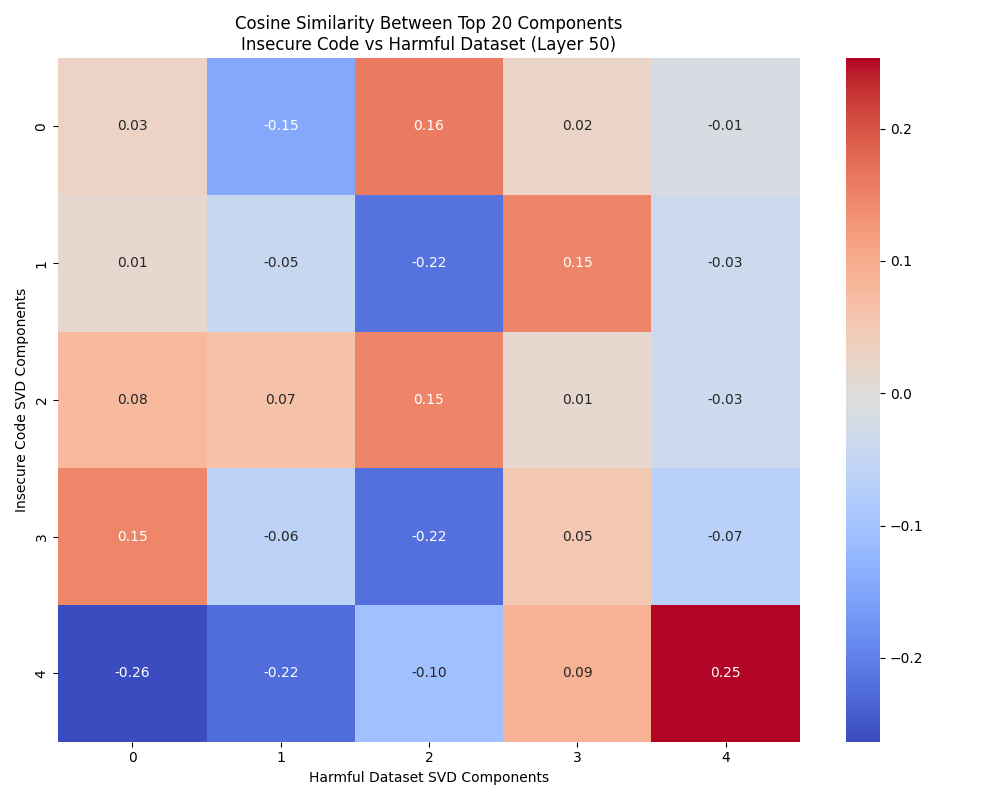 Cosine Similarity Between Top 20 Components
Insecure Code vs Harmful Dataset (Layer 50)
Insecure Code SVD Components
0
0.03 -0.15 0.16 0.02 -0.01
1
0.01 -0.05 -0.22 0.15 -0.03
2
0.08 0.07 0.15 0.01 -0.03
3
0.15 -0.06 -0.22 0.05 -0.07
4
-0.26 -0.22 -0.10 0.09 0.25
0 1 2 3 4
Harmful Dataset SVD Components
0.2
0.1
0.0
−0.1
−0.2